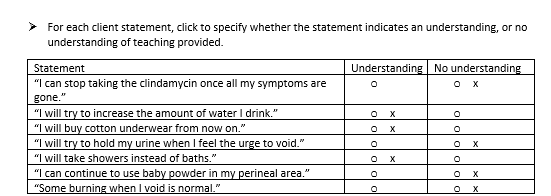 ➢ For each client statement, click to specify whether the statement indicates an understanding, or no
understanding of teaching provided.
Statement Understanding No understanding
“I can stop taking the clindamycin once all my symptoms are
gone.” o o x
“I will try to increase the amount of water I drink.” o x o
“I will buy cotton underwear from now on.” o x o
“I will try to hold my urine when I feel the urge to void.” o o x
“I will take showers instead of baths.” o x o
“I can continue to use baby powder in my perineal area.” o o x
“Some burning when I void is normal.” o o x